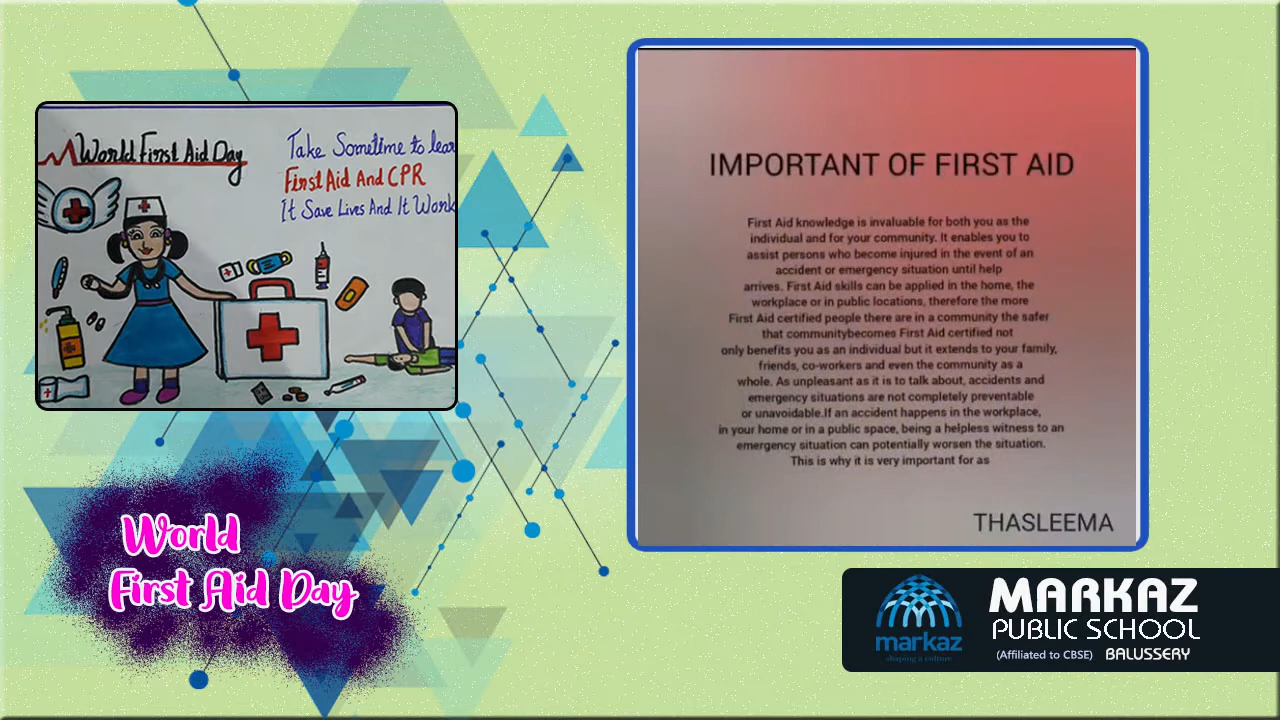 World First Aid Day
Take Sometime to lear
First Aid And CPR
It Save Lives And It Work
World
First Aid Day
IMPORTANT OF FIRST AID
First Aid knowledge is invaluable for both you as the
individual and for your community. It enables you to
assist persons who become injured in the event of an
accident or emergency situation until help
arrives. First Aid skills can be applied in the home, the
workplace or in public locations, therefore the more
First Aid certified people there are in a community the safer
that communitybecomes First Aid certified not
only benefits you as an individual but it extends to your family,
friends, co-workers and even the community as a
whole. As unpleasant as it is to talk about, accidents and
emergency situations are not completely preventable
or unavoidable.If an accident happens in the workplace,
in your home or in a public space, being a helpless witness to an
emergency situation can potentially worsen the situation.
This is why it is very important for as
THASLEEMA
markaz
shaping a culture
MARKAZ
PUBLIC SCHOOL
(Affiliated to CBSE) BALUSSERY